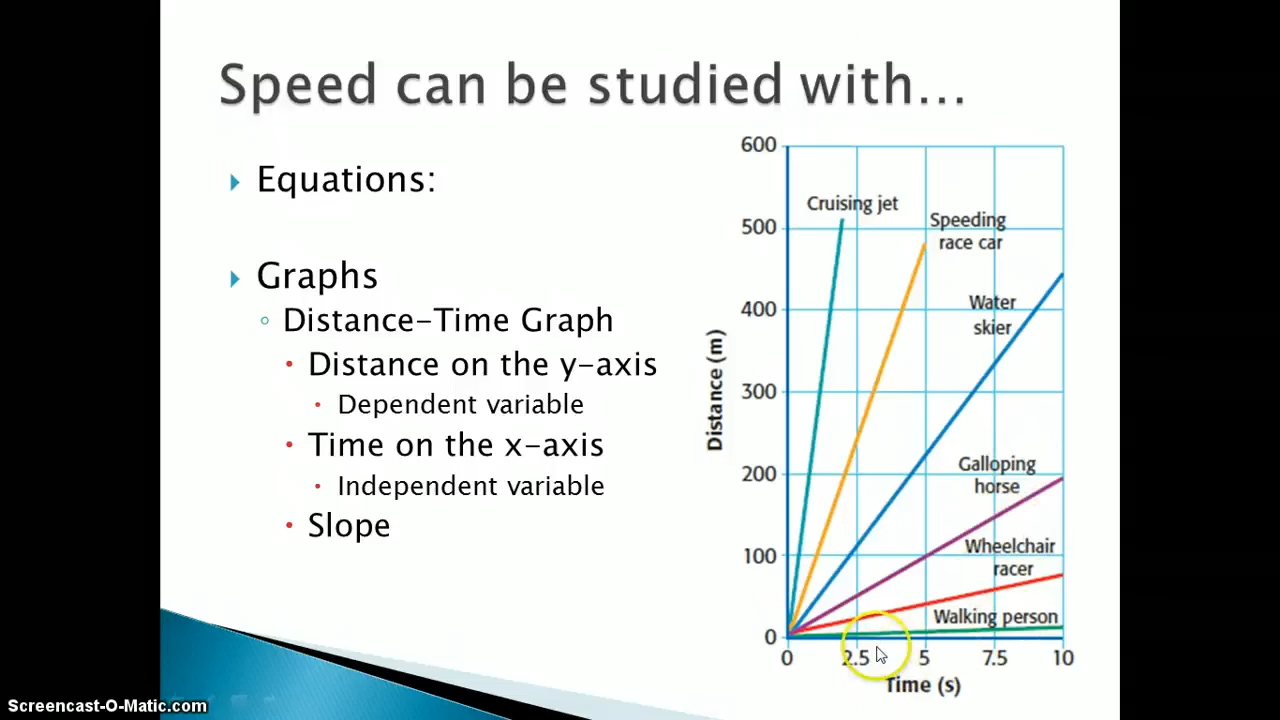 Speed can be studied with...
Equations:
Graphs
Distance-Time Graph
Distance on the y-axis
Dependent variable
Time on the x-axis
Independent variable
Slope
600
500
400
300
200
100
0
Distance (m)
Cruising jet
Speeding
race car
Water
skier
Galloping
horse
Wheelchair
racer
Walking person
0 2.5 5 7.5 10
Time (s)
Screencast-O-Matic.com